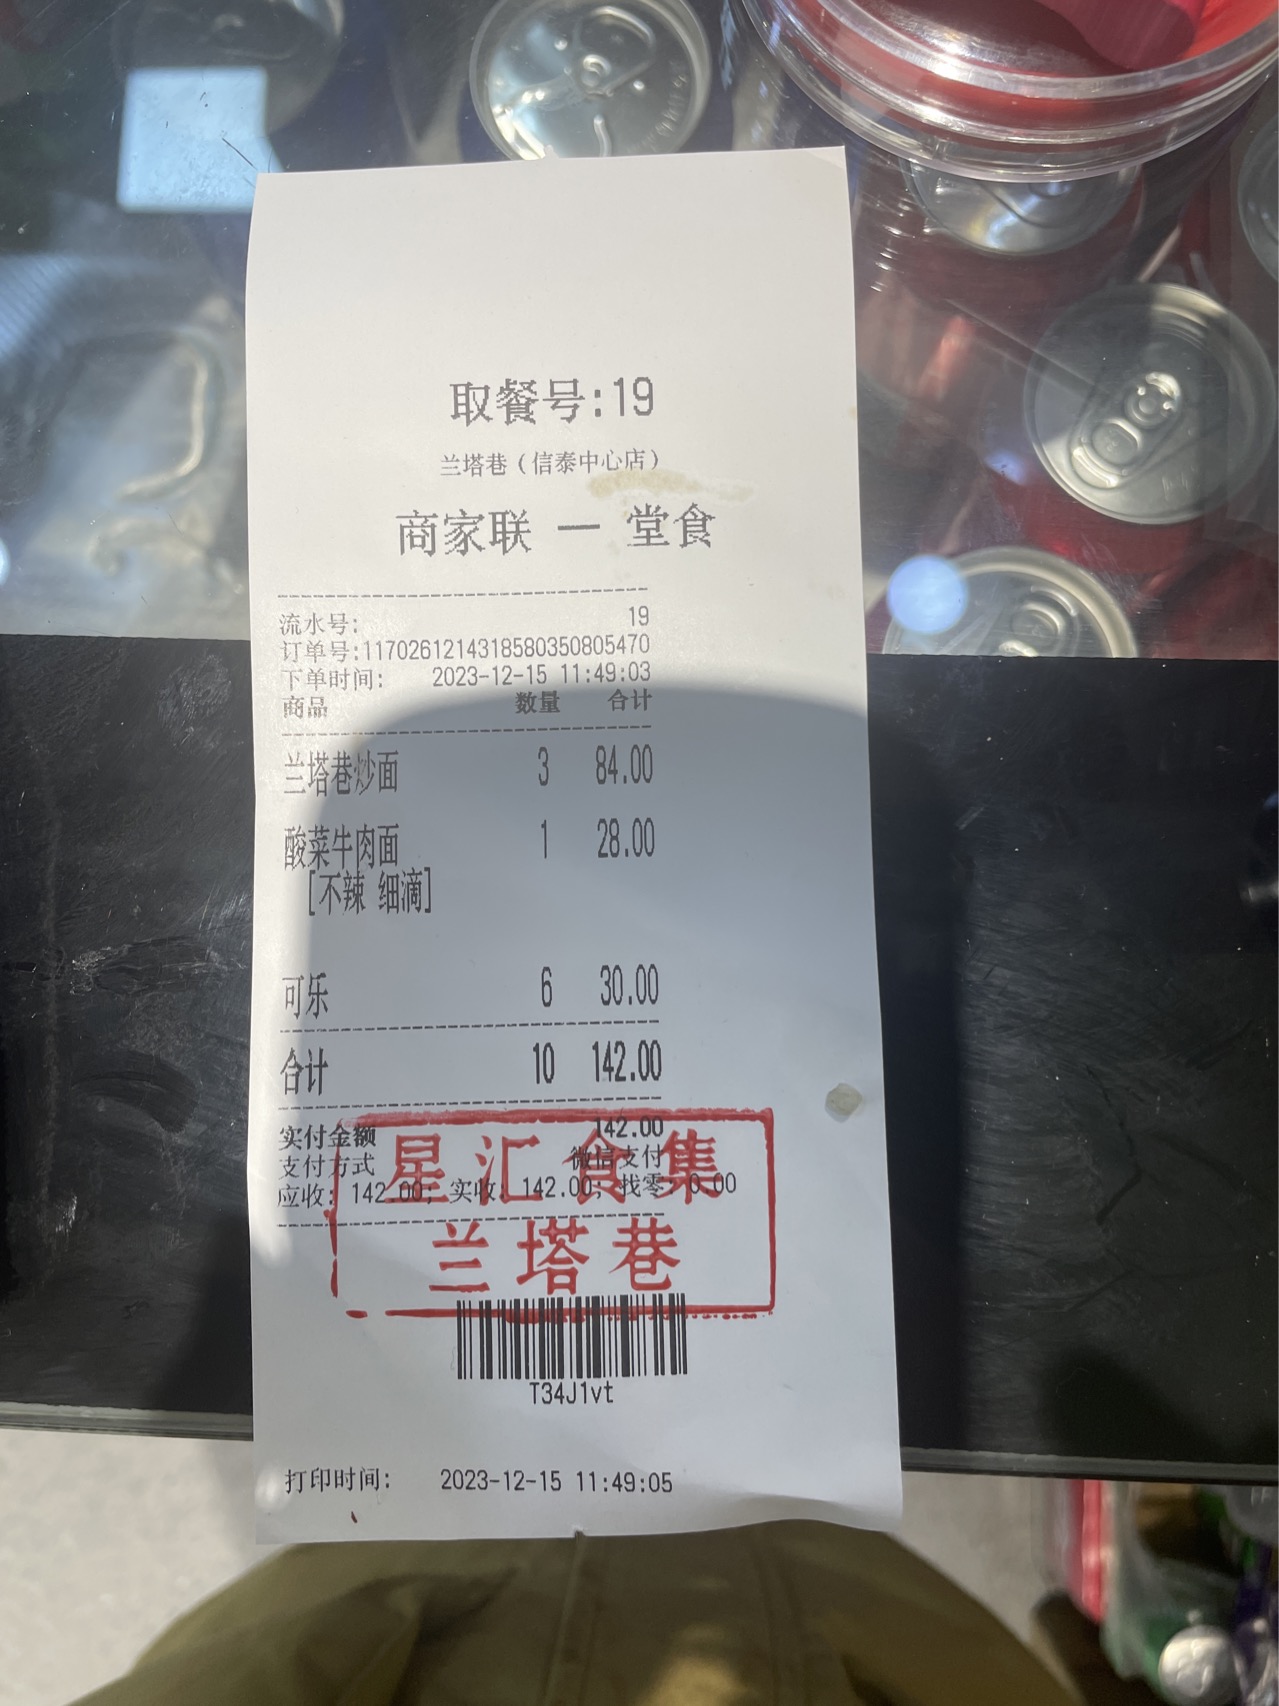 取餐号:19
兰塔巷(信泰中心店)
商家联 一 堂食
流水号: 19
订单号:11702612143185803508​05470
下单时间: 2023-12-15 11:49:03
商品 数量 合计
兰塔巷炒面 3 84.00
酸菜牛肉面 1 28.00
[不辣 细滴]
可乐 6 30.00
合计 10 142.00
实付金额 142.00
支付方式 微信支付
应收: 142.00; 实收: 142.00; 找零: 0.00
星汇食集
兰塔巷
T34J1vt
打印时间: 2023-12-15 11:49:05